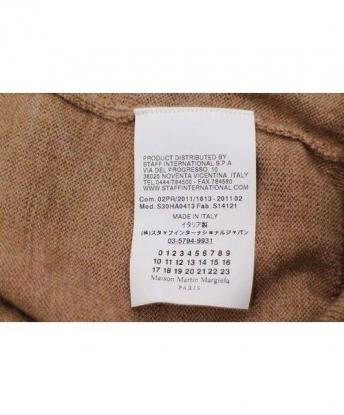 PRODUCT DISTRIBUTED BY
STAFF INTERNATIONAL S.P.A
VIA DEL PROGRESSO, 10
36025 NOVENTA VICENTINA ITALY
TEL. 0444/784500 - FAX 784580
WWW.STAFFINTERNATIONAL.COM
Com. 02PR/2011/1613 - 2011 02
Mod. S30HA0413 Fab. S14121
MADE IN ITALY
イタリア製
(株)スタッフインターナショナルジャパン
03-5794-9931
0 1 2 3 4 5 6 7 8 9
10 11 12 13 14 15 16
17 18 19 20 21 22 23
Maison Martin Margiela
PARIS